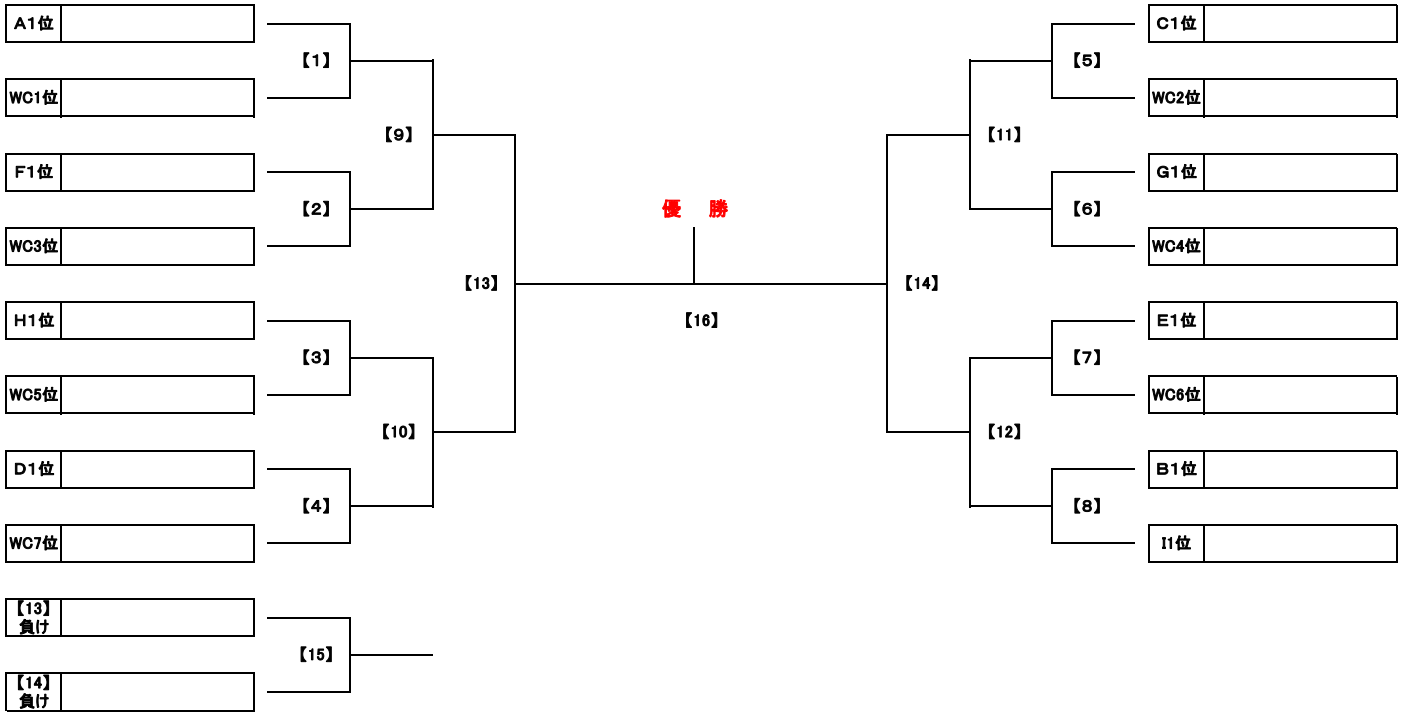 A1位
【1】
WC1位
【9】
F1位
【2】
WC3位
【13】
H1位
【3】
WC5位
【10】
D1位
【4】
WC7位
【13】
負け
【15】
【14】
負け
優 勝
【16】
C1位
【5】
WC2位
【11】
G1位
【6】
WC4位
【14】
E1位
【7】
WC6位
【12】
B1位
【8】
I1位